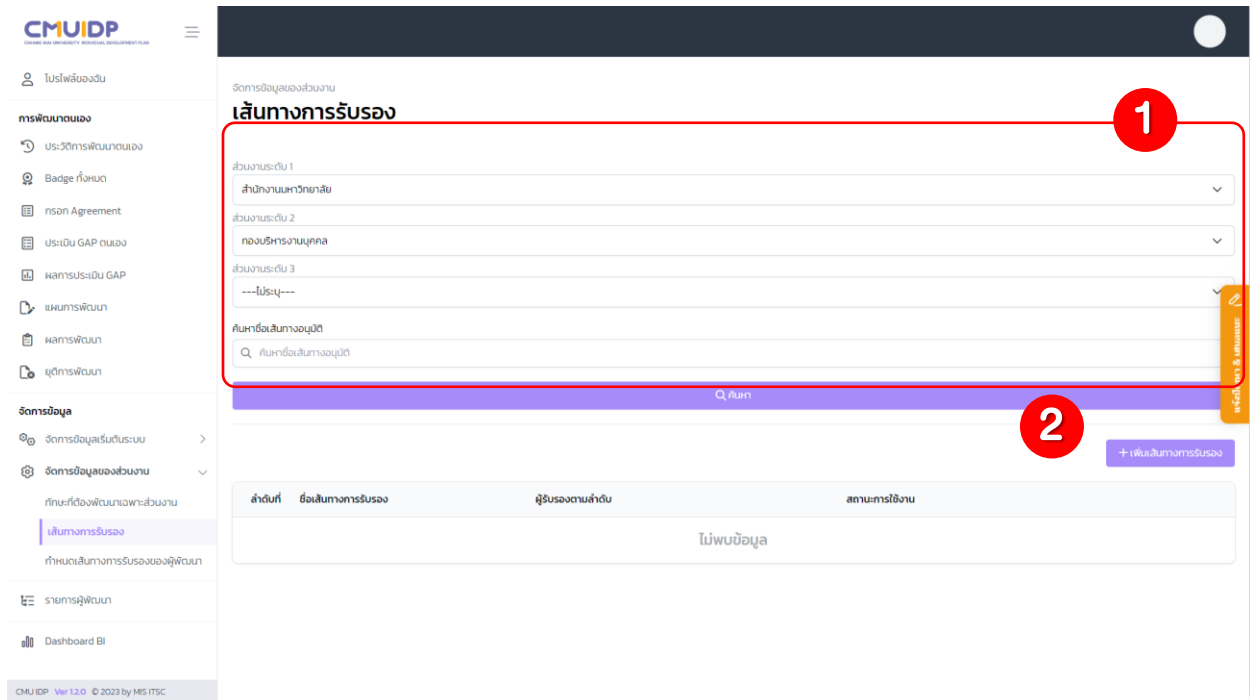 CMUIDP
CHIANG MAI UNIVERSITY INDIVIDUAL DEVELOPMENT PLAN
โปรไฟล์ของฉัน
การพัฒนาตนเอง
ประวัติการพัฒนาตนเอง
Badge ทั้งหมด
กรอก Agreement
ประเมิน GAP ตนเอง
ผลการประเมิน GAP
แผนการพัฒนา
ผลการพัฒนา
ยุติการพัฒนา
จัดการข้อมูล
จัดการข้อมูลเริ่มต้นระบบ
จัดการข้อมูลของส่วนงาน
ทักษะที่ต้องพัฒนาเฉพาะส่วนงาน
เส้นทางการรับรอง
กำหนดเส้นทางการรับรองของผู้พัฒนา
รายการผู้พัฒนา
Dashboard BI
CMU IDP Ver 1.2.0 © 2023 by MIS ITSC
จัดการข้อมูลของส่วนงาน
เส้นทางการรับรอง
1
ส่วนงานระดับ 1
สำนักงานมหาวิทยาลัย
ส่วนงานระดับ 2
กองบริหารงานบุคคล
ส่วนงานระดับ 3
---ไม่ระบุ---
ค้นหาชื่อเส้นทางอนุมัติ
ค้นหาชื่อเส้นทางอนุมัติ
ค้นหา
แจ้งปัญหา & เสนอแนะ
2
+ เพิ่มเส้นทางการรับรอง
ลำดับที่ ชื่อเส้นทางการรับรอง ผู้รับรองตามลำดับ สถานะการใช้งาน
ไม่พบข้อมูล